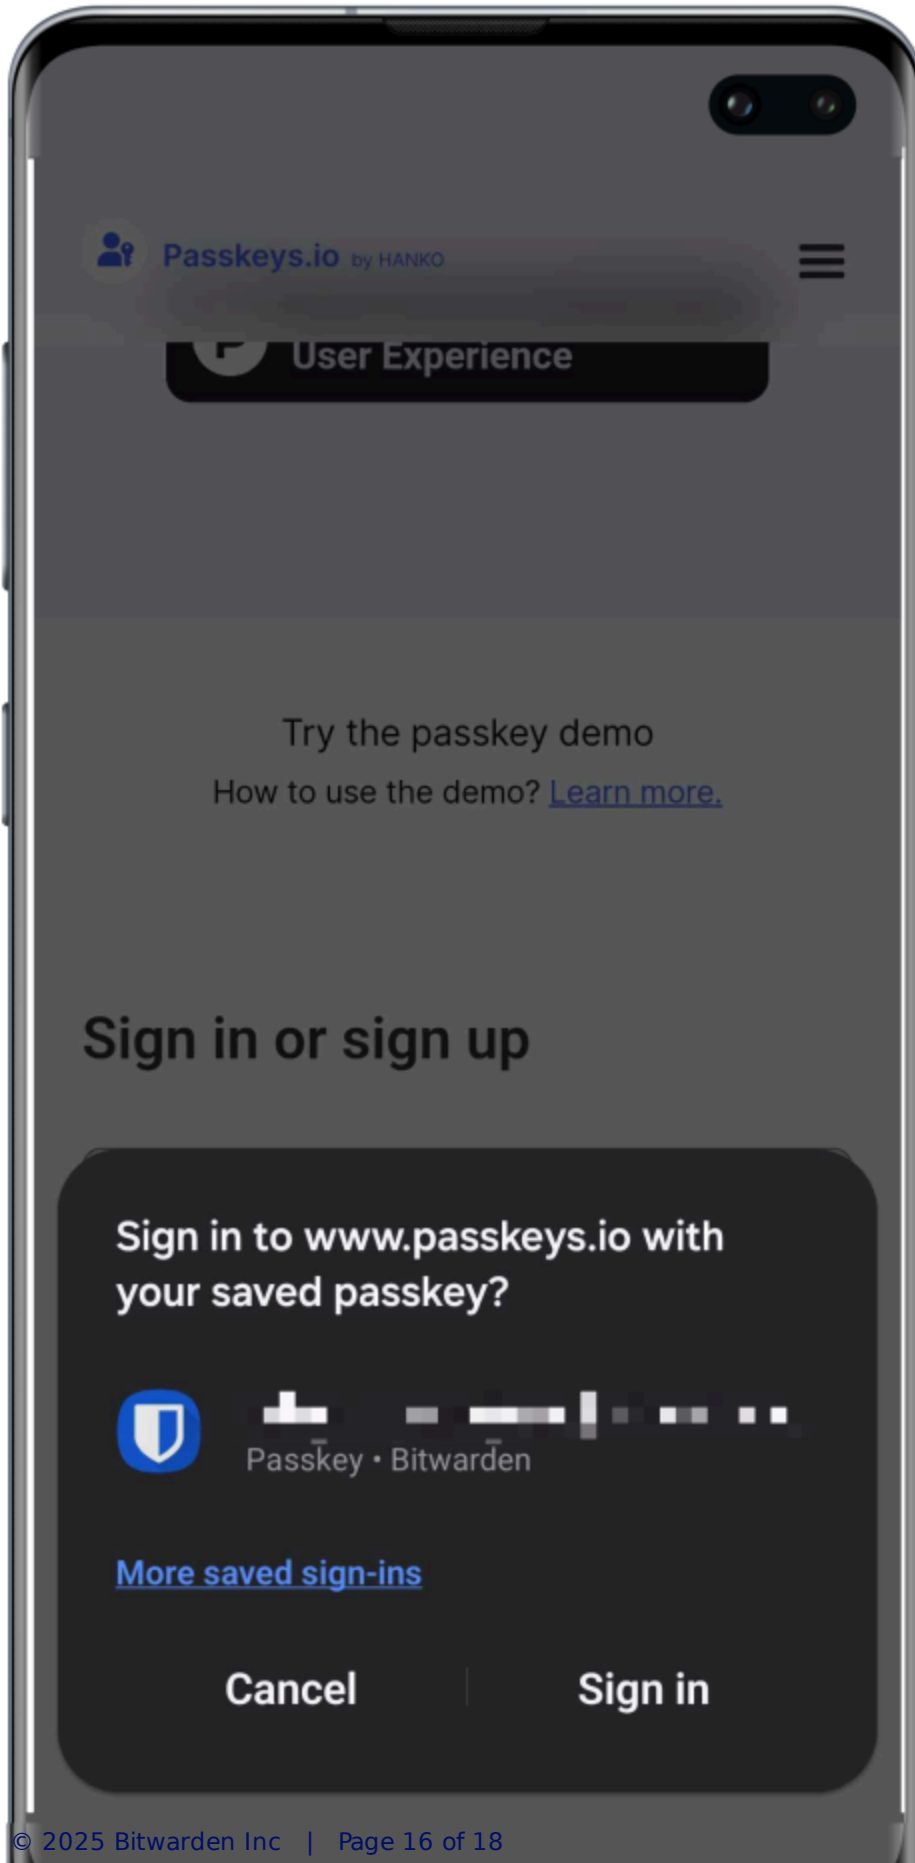 Passkeys.io by HANKO
User Experience
Try the passkey demo
How to use the demo? Learn more.
Sign in or sign up
Sign in to www.passkeys.io with
your saved passkey?
Passkey • Bitwarden
More saved sign-ins
Cancel | Sign in
© 2025 Bitwarden Inc | Page 16 of 18